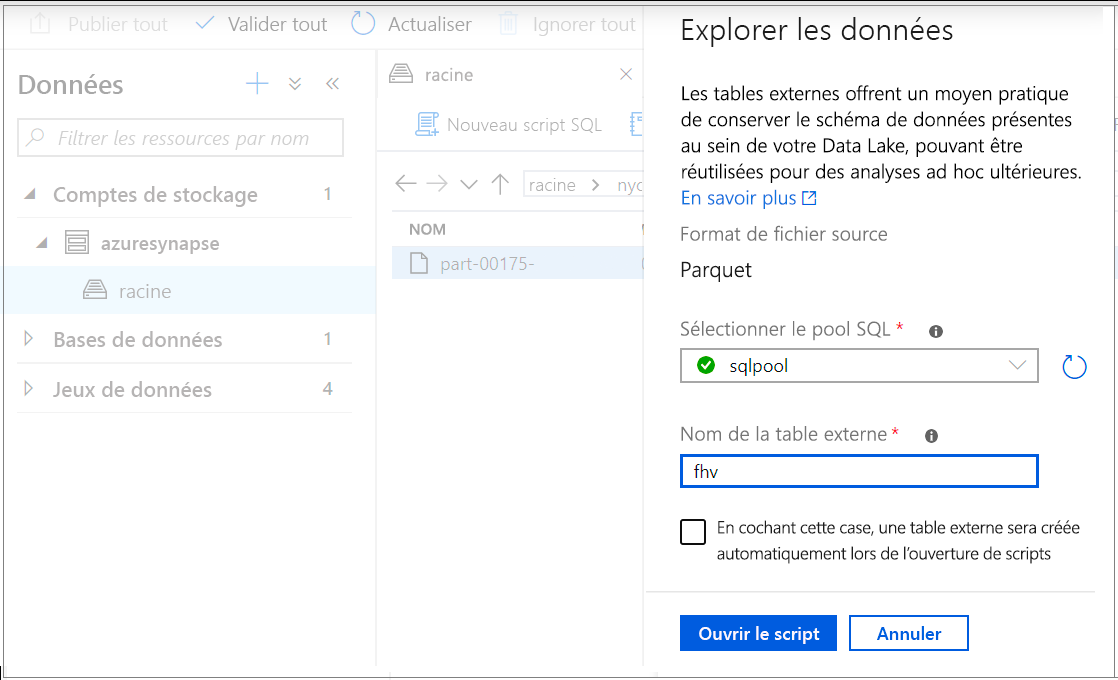 Publier tout
Valider tout
Actualiser
Ignorer tout
Données
Filtrer les ressources par nom
Comptes de stockage 1
azuresynapse
racine
Bases de données 1
Jeux de données 4
racine
Nouveau script SQL
racine > nyc
NOM
part-00175-
Explorer les données
Les tables externes offrent un moyen pratique
de conserver le schéma de données présentes
au sein de votre Data Lake, pouvant être
réutilisées pour des analyses ad hoc ultérieures.
En savoir plus
Format de fichier source
Parquet
Sélectionner le pool SQL *
sqlpool
Nom de la table externe *
fhv
En cochant cette case, une table externe sera créée
automatiquement lors de l’ouverture de scripts
Ouvrir le script
Annuler